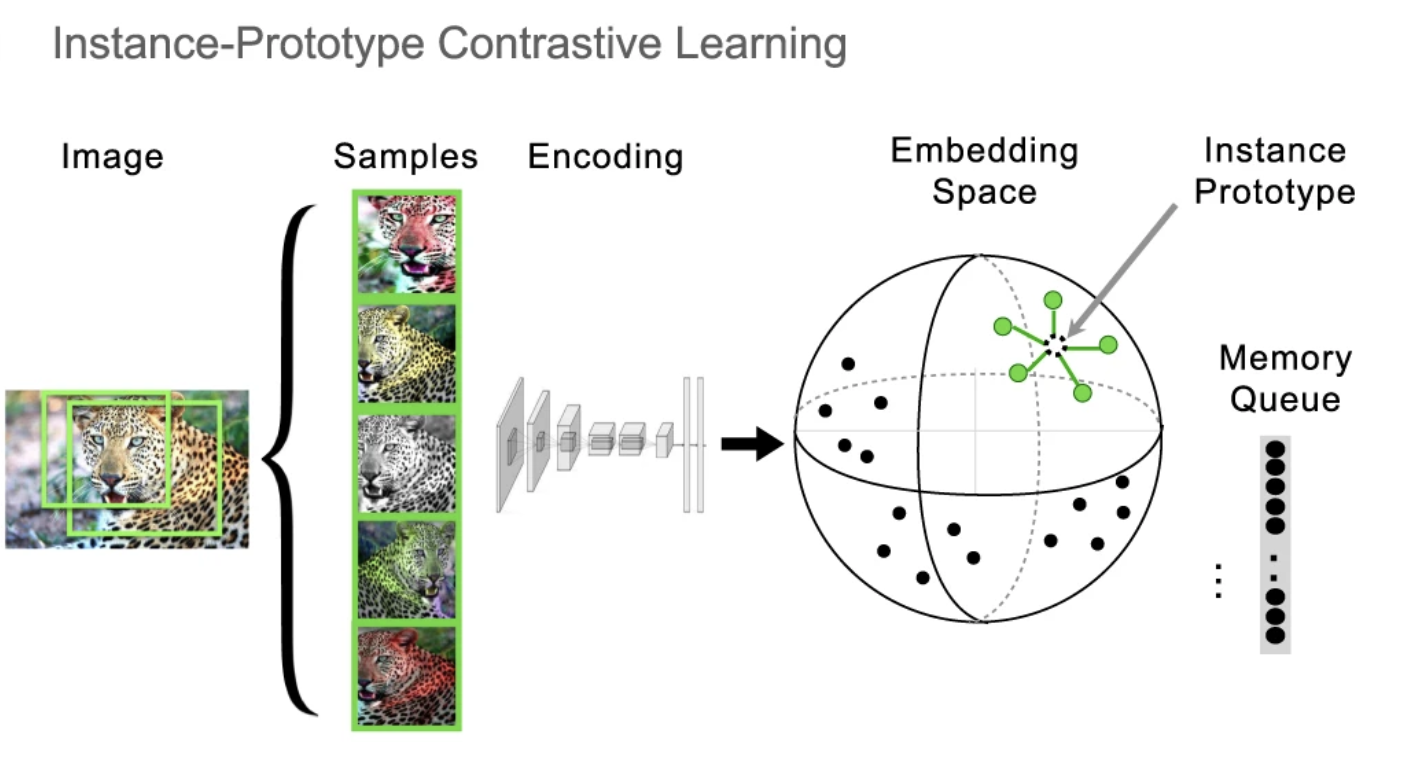 Instance-Prototype Contrastive Learning
Image
Samples
Encoding
Embedding
Space
Instance
Prototype
Memory
Queue